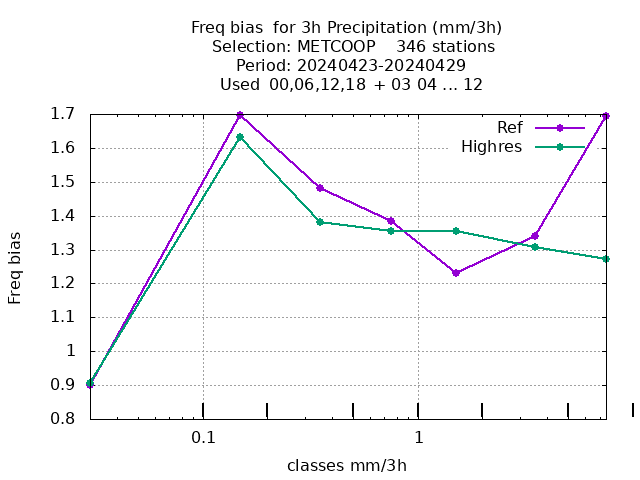 Freq bias  for 3h Precipitation (mm/3h)
Selection: METCOOP    346 stations
Period: 20240423-20240429
Used 00,06,12,18 + 03 04 ... 12
Ref
Highres
1.7
1.6
1.5
1.4
1.3
1.2
1.1
1
0.9
0.8
Freq bias
0.1
1
classes mm/3h